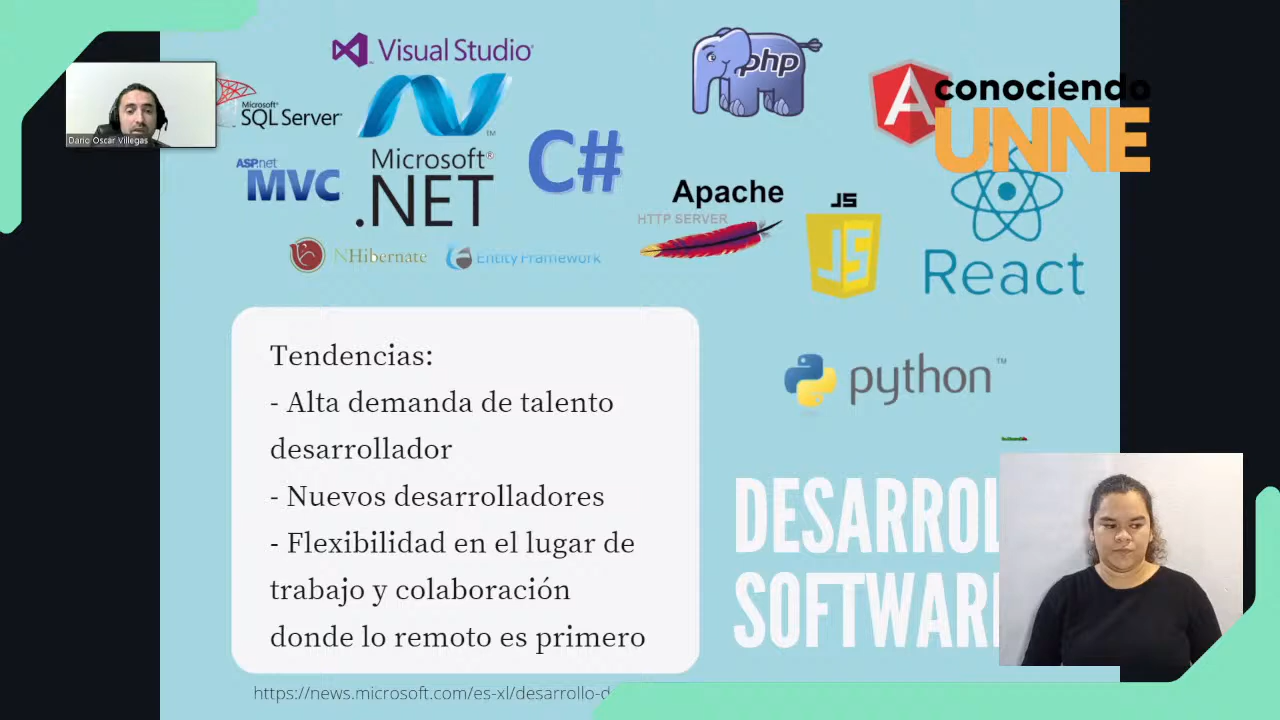 Visual Studio
php
conociendo
UNNE
Dario Oscar Villegas
Microsoft
SQL Server
ASP.net
MVC
Microsoft
.NET
C#
A
Apache
HTTP SERVER
JS
JS
React
NHibernate
Entity Framework
Tendencias:
- Alta demanda de talento
desarrollador
- Nuevos desarrolladores
- Flexibilidad en el lugar de
trabajo y colaboración
donde lo remoto es primero
python
DESARROL
SOFTWAR
https://news.microsoft.com/es-xl/desarrollo-d